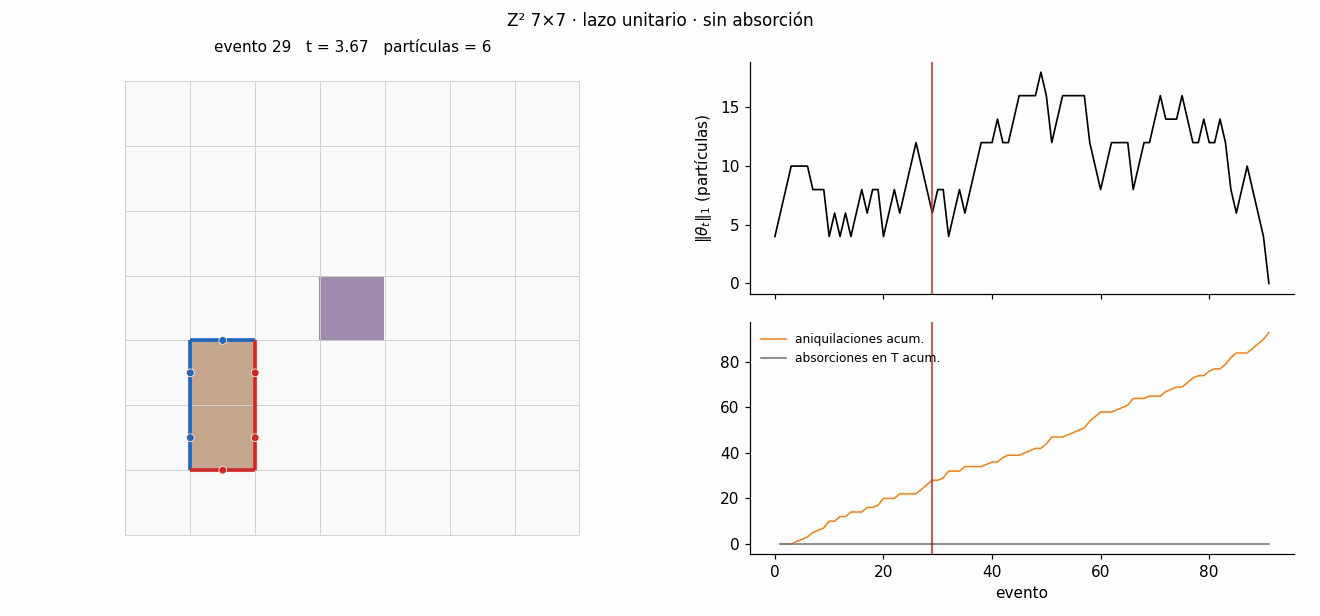 Z² 7×7 · lazo unitario · sin absorción
evento 29   t = 3.67   partículas = 6
‖θₜ‖₁ (partículas)
15
10
5
0
aniquilaciones acum.
absorciones en T acum.
80
60
40
20
0
0 20 40 60 80
evento